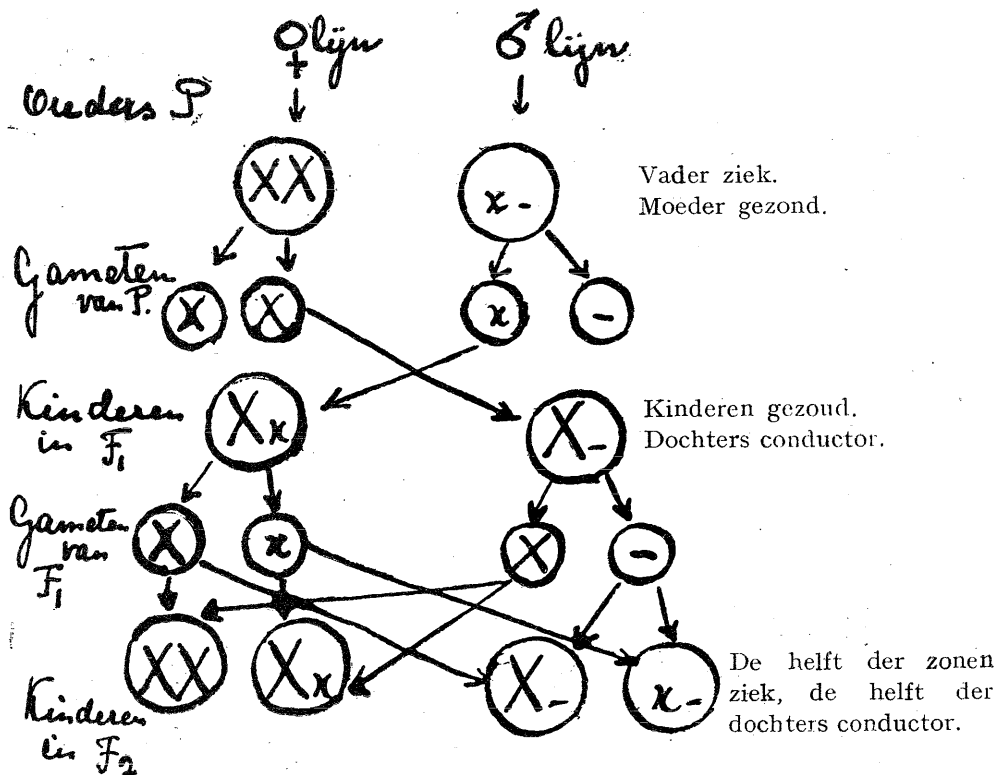 ♀ lijn ♂ lijn
Ouders P
XX x-
Vader ziek.
Moeder gezond.
Gameten
van P.
X X x -
Kinderen
in F₁
Xx X-
Kinderen gezond.
Dochters conductor.
Gameten
van
F₁
X x X -
XX Xx X- x-
De helft der zonen
ziek, de helft der
dochters conductor.
Kinderen
in F₂